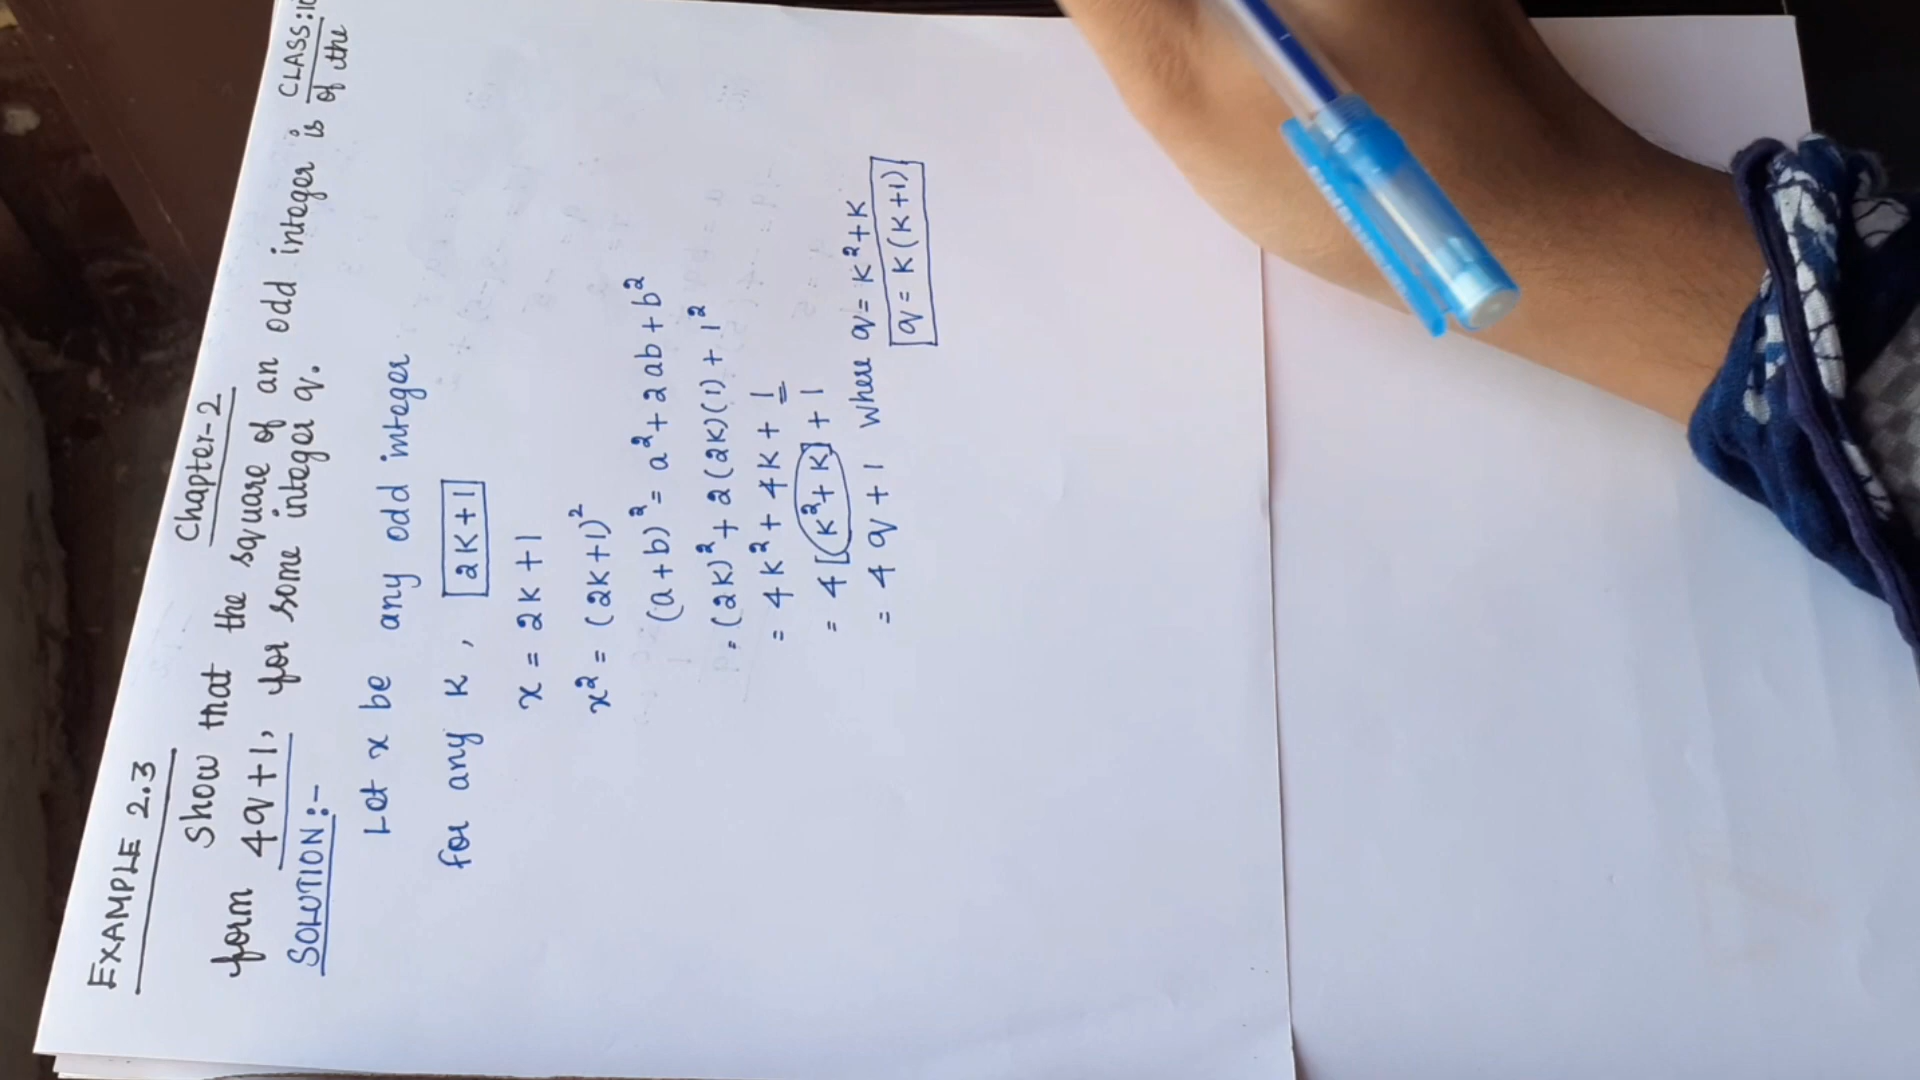 CLASS:10
Chapter-2
EXAMPLE 2.3
Show that the square of an odd integer is of the
form 4q+1, for some integer q.
SOLUTION:-
Let x be any odd integer
for any K, 2K+1
x = 2K+1
x² = (2K+1)²
(a+b)² = a²+2ab+b²
= (2K)²+2(2K)(1)+1²
= 4K²+4K+1
= 4[K²+K]+1
= 4q+1 where q = K²+K
q = K(K+1)